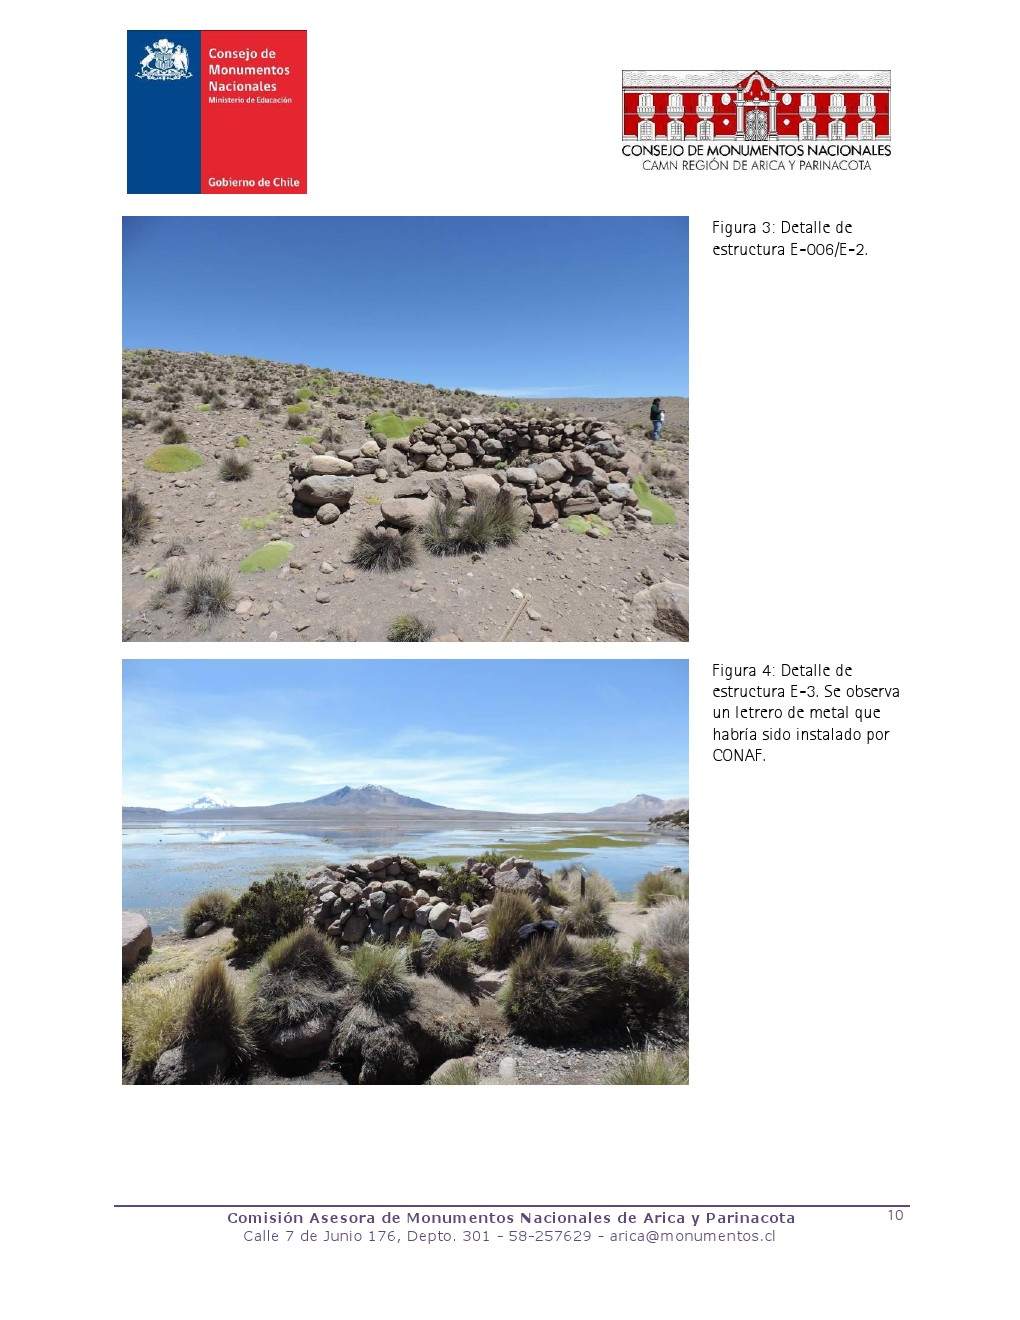 Consejo de
Monumentos
Nacionales
Ministerio de Educación
Gobierno de Chile
CONSEJO DE MONUMENTOS NACIONALES
CAMN REGIÓN DE ARICA Y PARINACOTA
Figura 3: Detalle de
estructura E-006/E-2.
Figura 4: Detalle de
estructura E-3. Se observa
un letrero de metal que
habría sido instalado por
CONAF.
Comisión Asesora de Monumentos Nacionales de Arica y Parinacota
10
Calle 7 de Junio 176, Depto. 301 - 58-257629 - arica@monumentos.cl